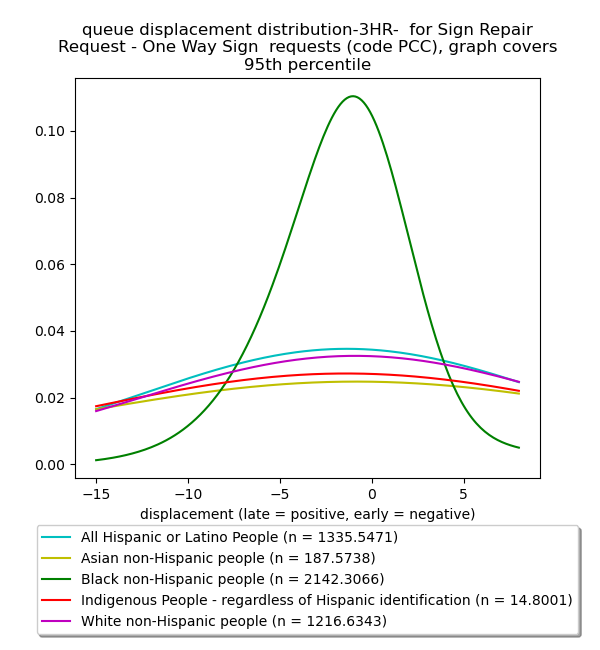 queue displacement distribution-3HR-  for Sign Repair
Request - One Way Sign  requests (code PCC), graph covers
95th percentile
0.10
0.08
0.06
0.04
0.02
0.00
−15 −10 −5 0 5
displacement (late = positive, early = negative)
All Hispanic or Latino People (n = 1335.5471)
Asian non-Hispanic people (n = 187.5738)
Black non-Hispanic people (n = 2142.3066)
Indigenous People - regardless of Hispanic identification (n = 14.8001)
White non-Hispanic people (n = 1216.6343)